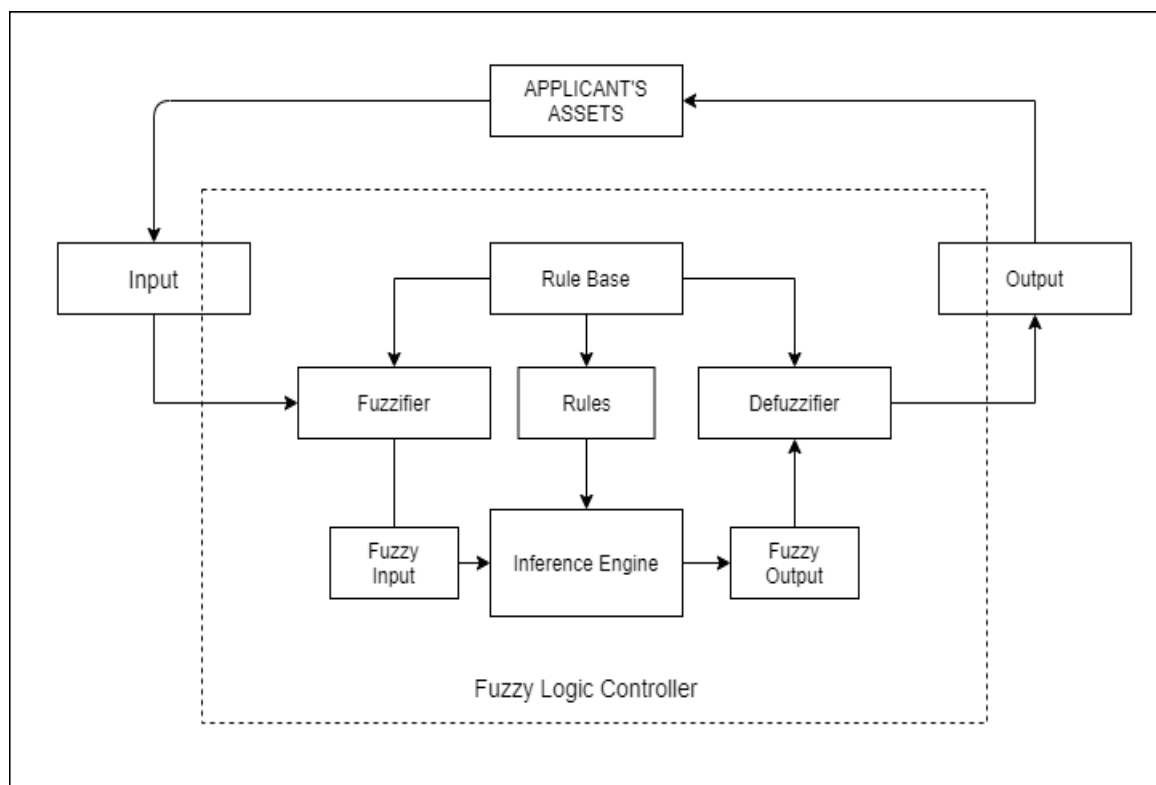 APPLICANT'S
ASSETS
Input
Rule Base
Output
Fuzzifier
Rules
Defuzzifier
Fuzzy
Input
Inference Engine
Fuzzy
Output
Fuzzy Logic Controller